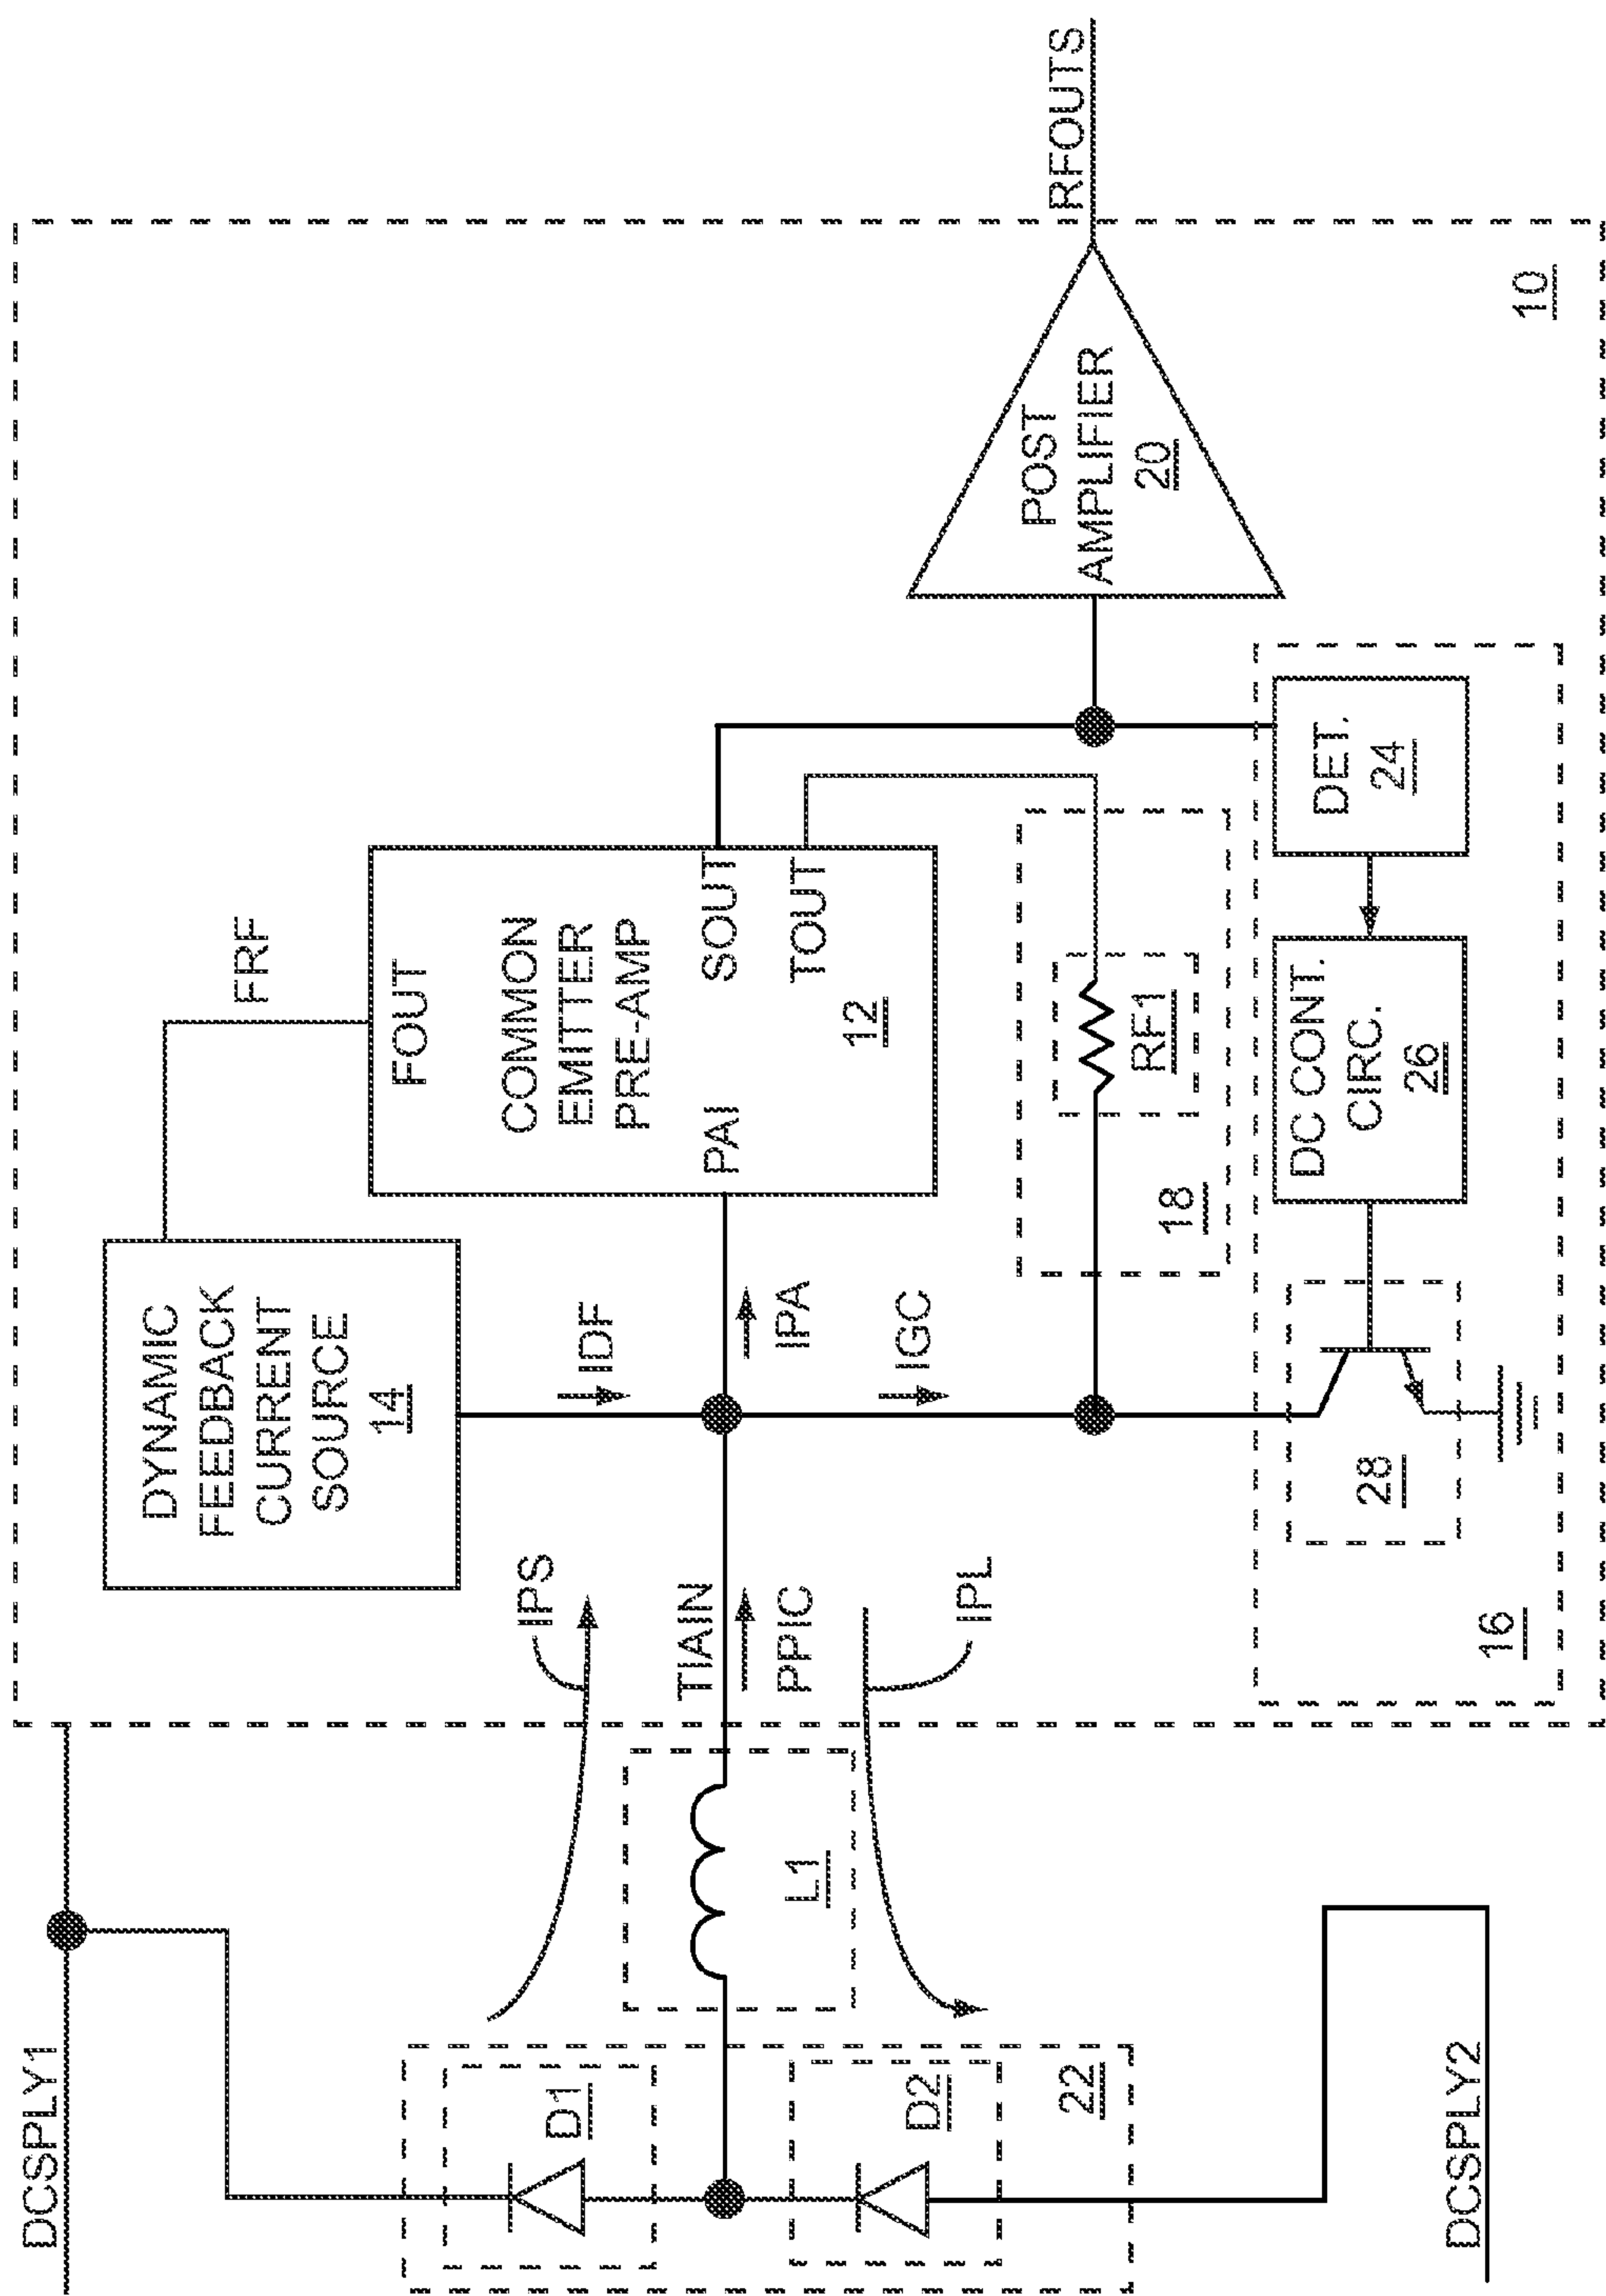 DCSPLY1
DYNAMIC
FEEDBACK
CURRENT
SOURCE
14
FRF
FOUT
COMMON
EMITTER
PRE-AMP
PAI
SOUT
TOUT
12
IPS
IDF
TIAIN
PPIC
IPA
IGC
IPL
L1
D1
D2
22
DCSPLY2
RF1
18
POST
AMPLIFIER
20
RFOUTS
DET.
24
DC CONT.
CIRC.
26
28
16
10